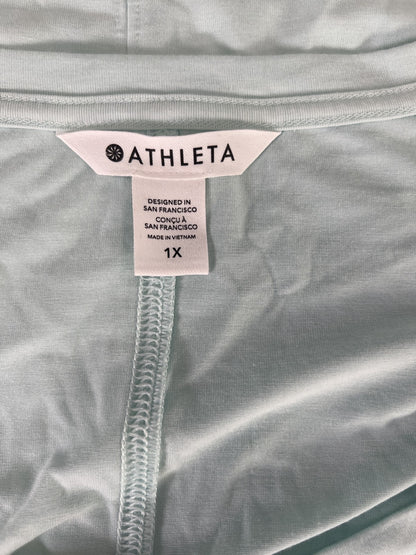 ATHLETA
DESIGNED IN
SAN FRANCISCO
CONÇU À
SAN FRANCISCO
MADE IN VIETNAM
1X